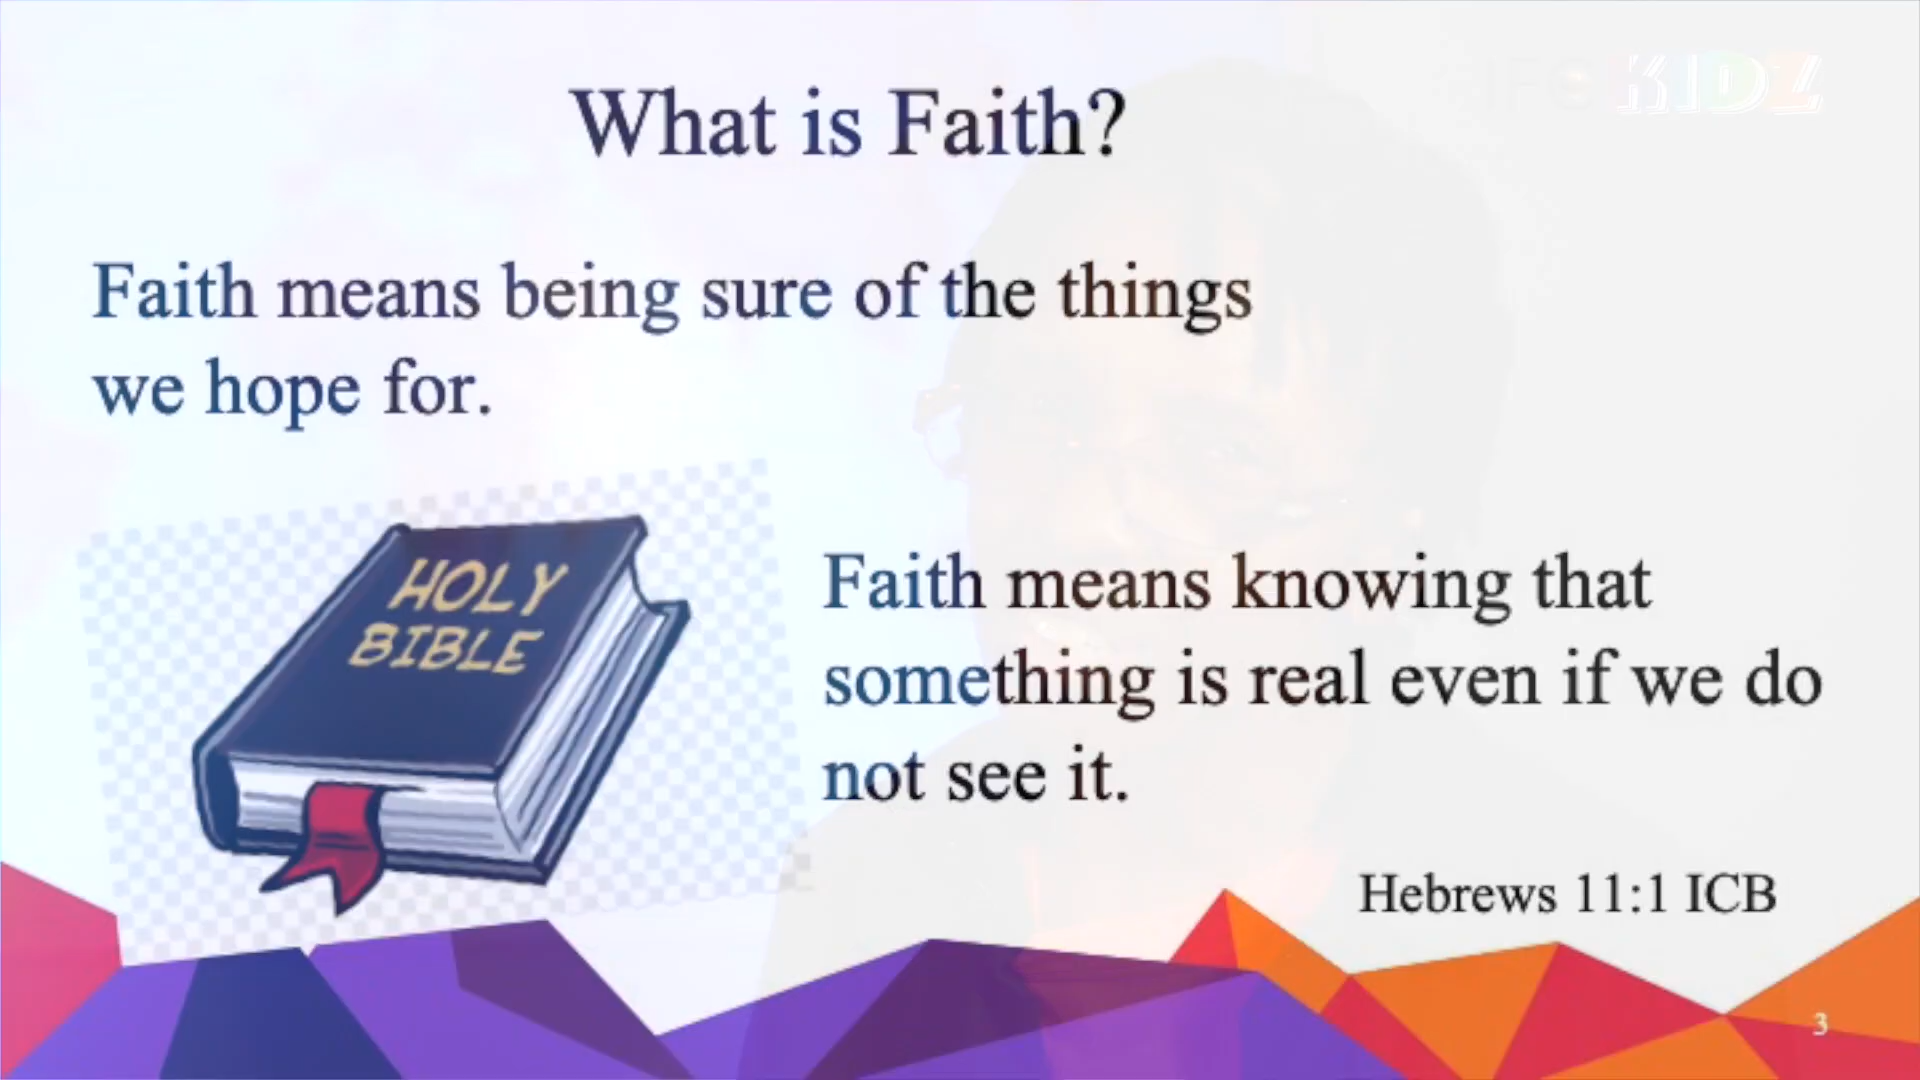 KIDZ
What is Faith?
Faith means being sure of the things
we hope for.
HOLY
BIBLE
Faith means knowing that
something is real even if we do
not see it.
Hebrews 11:1 ICB
3